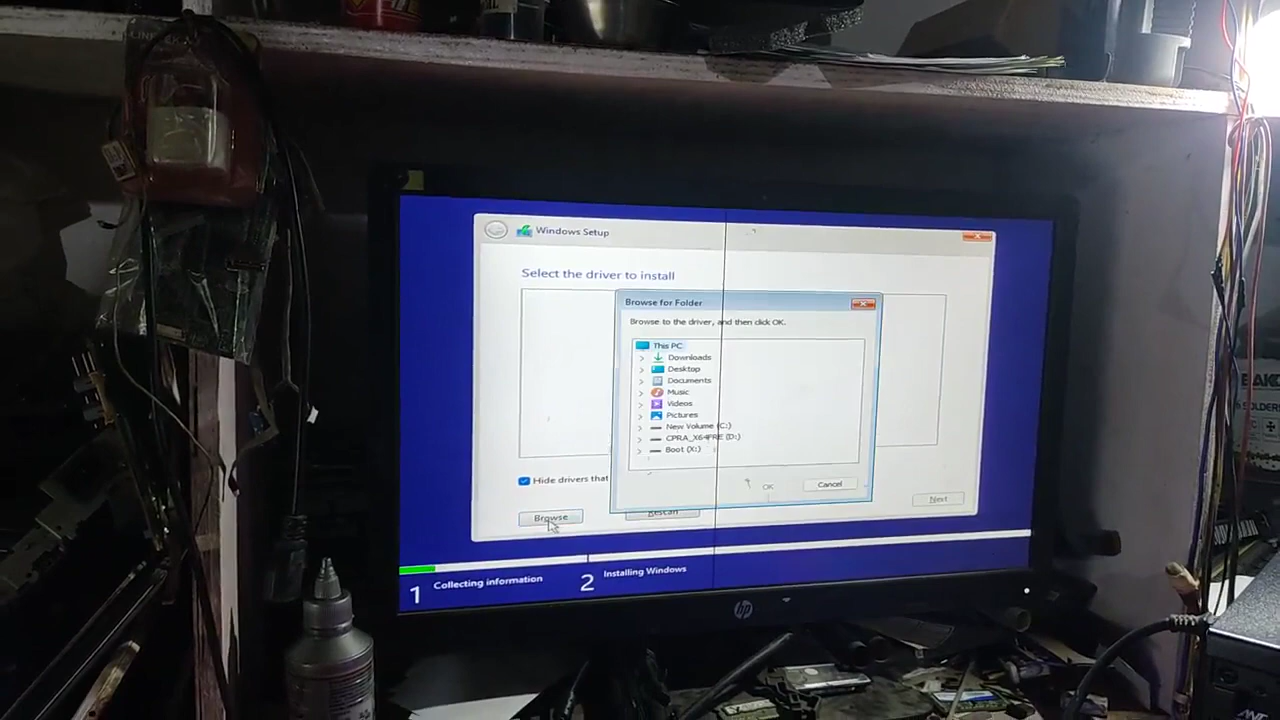 Windows Setup
Select the driver to install
Browse for Folder
Browse to the driver, and then click OK.
This PC
Downloads
Desktop
Documents
Music
Videos
Pictures
New Volume (C:)
CPRA_X64FRE (D:)
Boot (X:)
OK
Cancel
Hide drivers that
Next
Browse
Rescan
1 Collecting information
2 Installing Windows
hp